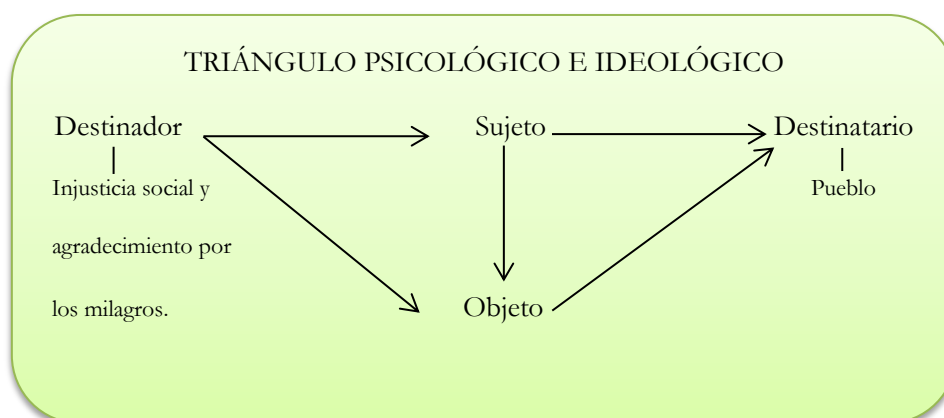 TRIÁNGULO PSICOLÓGICO E IDEOLÓGICO
Destinador
Sujeto
Destinatario
Injusticia social y
agradecimiento por
los milagros.
Pueblo
Objeto